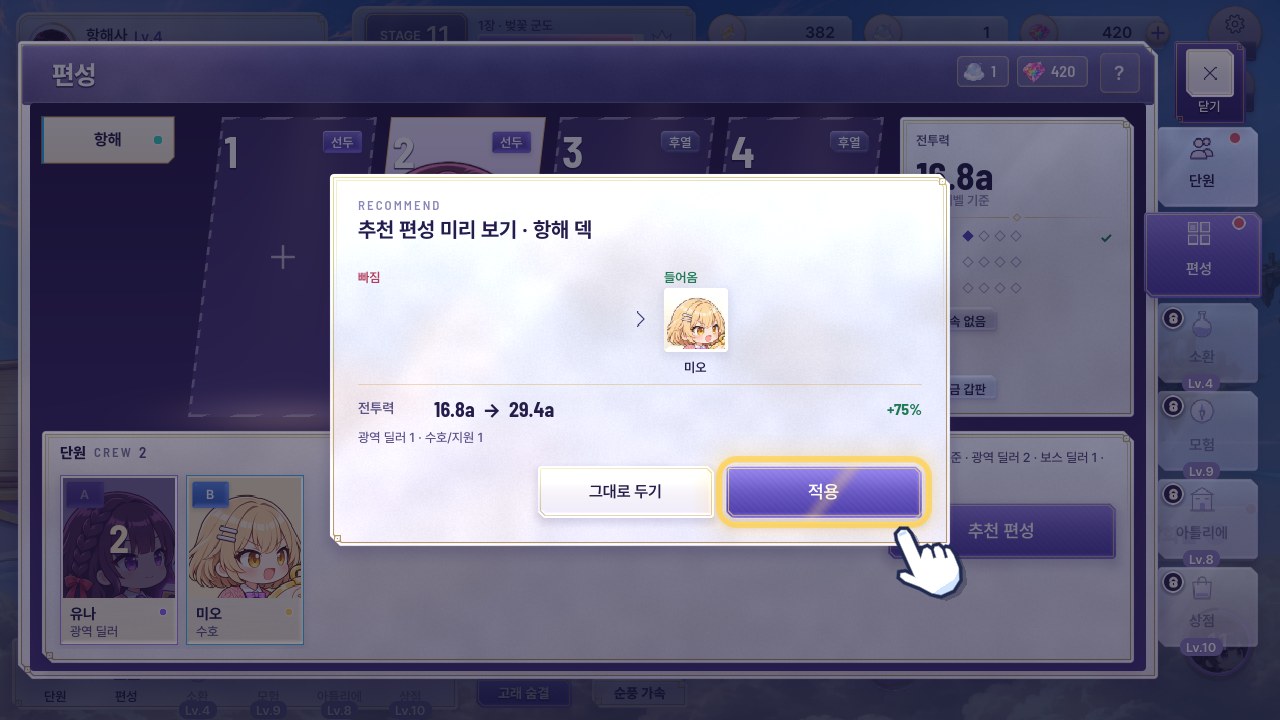 항해사 Lv.4
STAGE 11
1장 · 벚꽃 군도
382
1
420
편성
1
420
?
닫기
항해
1
선두
2
선두
3
후열
4
후열
전투력
16.8a
벨 기준
속 없음
금 갑판
RECOMMEND
추천 편성 미리 보기 · 항해 덱
빠짐
들어옴
미오
전투력
16.8a → 29.4a
+75%
광역 딜러 1 · 수호/지원 1
그대로 두기
적용
단원 CREW 2
A
2
유나
광역 딜러
B
미오
수호
준 · 광역 딜러 2 · 보스 딜러 1 ·
추천 편성
단원
편성
소환
Lv.4
모험
Lv.9
아틀리에
Lv.8
상점
Lv.10
단원
편성
소환
Lv.4
모험
Lv.9
아틀리에
Lv.8
상점
Lv.10
고래 숨결
순풍 가속